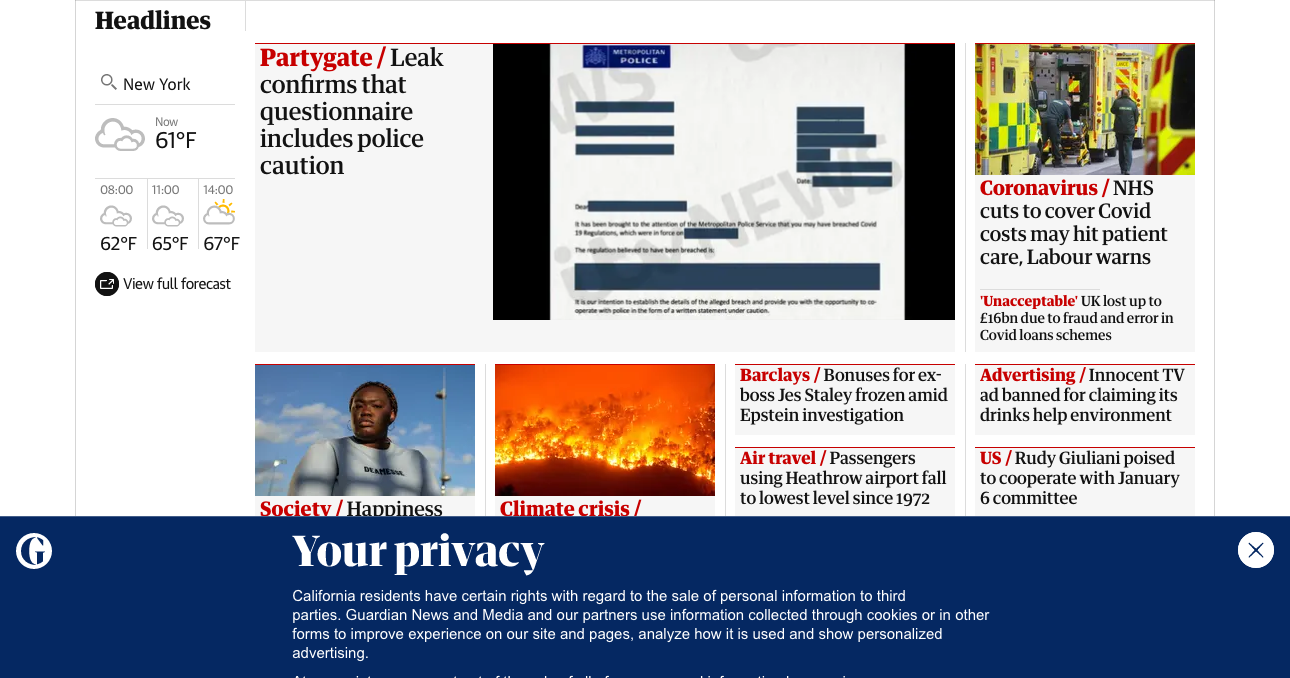 Headlines
New York
Now
61°F
08:00
11:00
14:00
62°F
65°F
67°F
View full forecast
Partygate / Leak
confirms that
questionnaire
includes police
caution
METROPOLITAN
POLICE
Date:
Dear
It has been brought to the attention of the Metropolitan Police Service that you may have breached Covid
19 Regulations, which were in force on
The regulation believed to have been breached is:
It is our intention to establish the details of the alleged breach and provide you with the opportunity to co-
operate with police in the form of a written statement under caution.
itv NEWS
Coronavirus / NHS
cuts to cover Covid
costs may hit patient
care, Labour warns
'Unacceptable' UK lost up to
£16bn due to fraud and error in
Covid loans schemes
DEAMESSE
Society / Happiness
Climate crisis /
Barclays / Bonuses for ex-
boss Jes Staley frozen amid
Epstein investigation
Air travel / Passengers
using Heathrow airport fall
to lowest level since 1972
Advertising / Innocent TV
ad banned for claiming its
drinks help environment
US / Rudy Giuliani poised
to cooperate with January
6 committee
Your privacy
California residents have certain rights with regard to the sale of personal information to third
parties. Guardian News and Media and our partners use information collected through cookies or in other
forms to improve experience on our site and pages, analyze how it is used and show personalized
advertising.